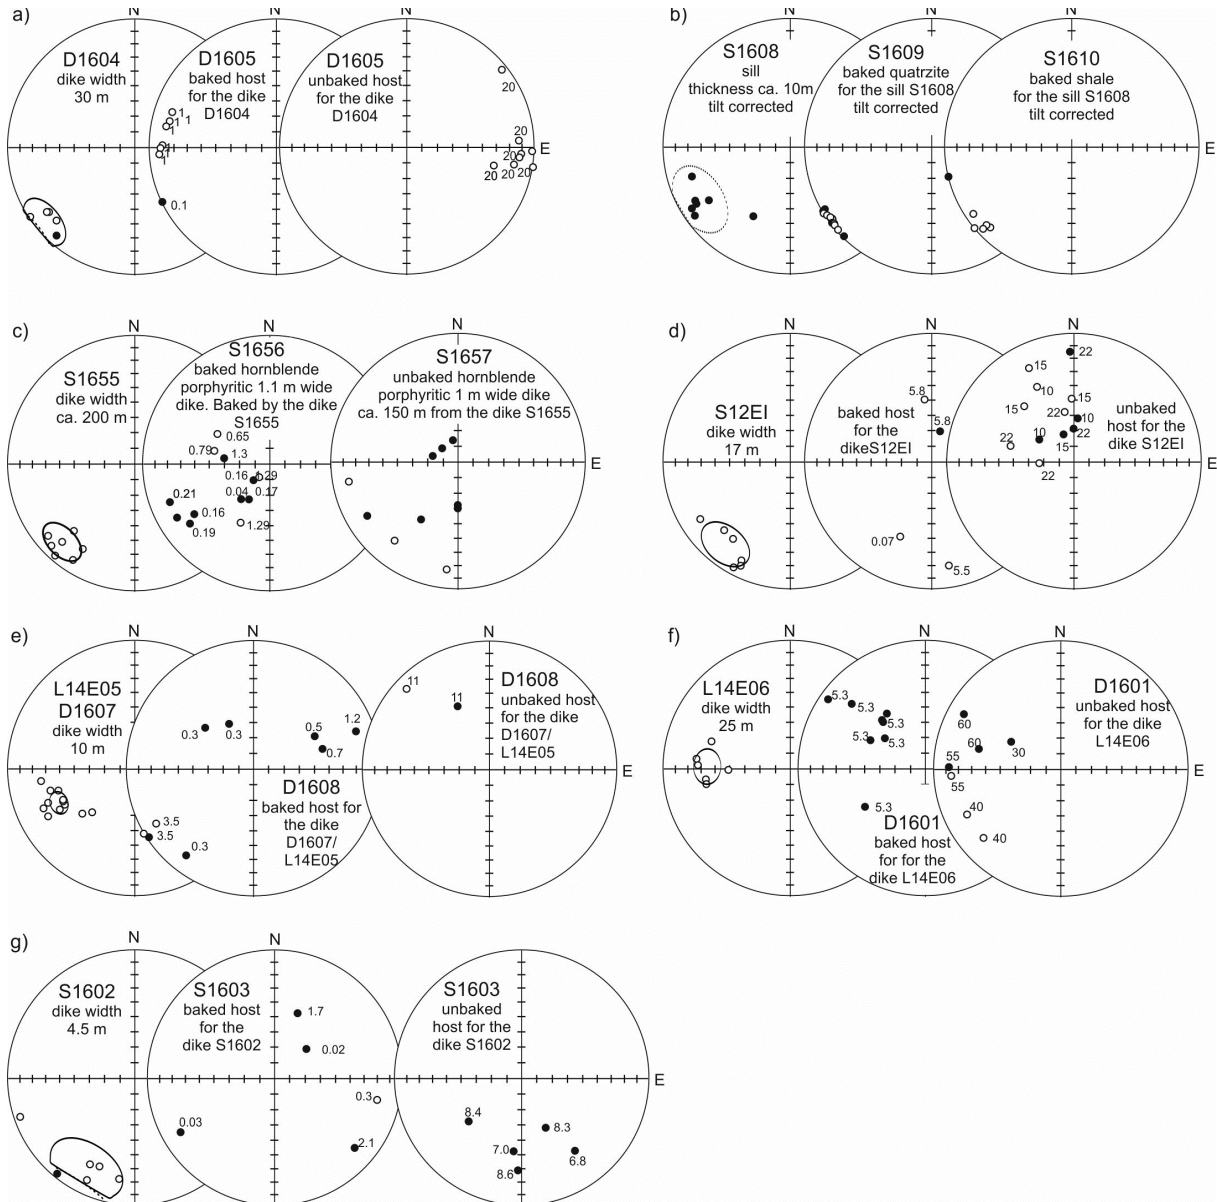 a)
N
N
N
D1604
dike width
30 m
D1605
baked host
for the dike
D1604
D1605
unbaked host
for the dike
D1604
1
1
1
1
1
0.1
20
20
20
20
20
20
20
E
b)
N
N
N
S1608
sill
thickness ca. 10m
tilt corrected
S1609
baked quatrzite
for the sill S1608
tilt corrected
S1610
baked shale
for the sill S1608
tilt corrected
E
c)
N
N
N
S1655
dike width
ca. 200 m
S1656
baked hornblende
porphyritic 1.1 m wide
dike. Baked by the dike
S1655
S1657
unbaked hornblende
porphyritic 1 m wide dike
ca. 150 m from the dike S1655
0.65
0.79
1.3
0.16
1.29
0.04
0.17
0.21
0.16
0.19
1.29
E
d)
N
N
N
S12EI
dike width
17 m
baked host
for the
dikeS12EI
unbaked
host for the
dike S12EI
5.8
5.8
0.07
5.5
22
15
10
15
15
22
10
10
22
22
15
22
E
e)
N
N
N
L14E05
D1607
dike width
10 m
D1608
baked host for
the dike
D1607/
L14E05
D1608
unbaked host
for the dike
D1607/
L14E05
0.3
0.3
0.5
1.2
0.7
3.5
3.5
0.3
11
11
E
f)
N
N
N
L14E06
dike width
25 m
D1601
baked host
for for the
dike L14E06
D1601
unbaked host
for the dike
L14E06
5.3
5.3
5.3
5.3
5.3
5.3
60
60
30
55
55
40
40
E
g)
N
N
S1602
dike width
4.5 m
S1603
baked host
for the
dike S1602
S1603
unbaked
host for the
dike S1602
1.7
0.02
0.3
0.03
2.1
8.4
8.3
7.0
6.8
8.6
E